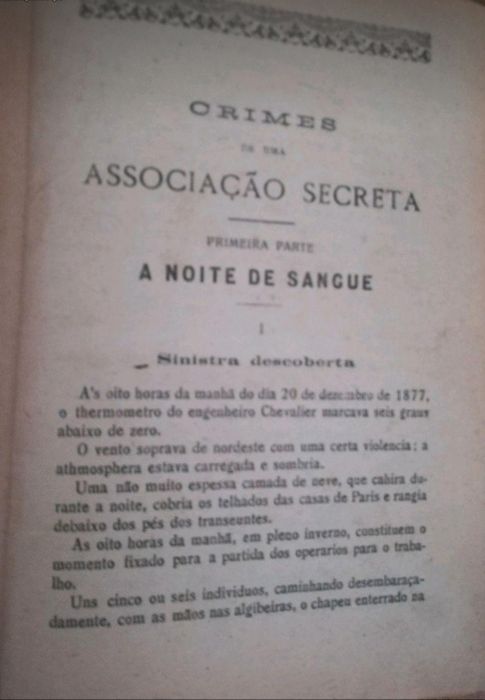 CRIMES
DE UMA
ASSOCIAÇÃO SECRETA
PRIMEIRA PARTE
A NOITE DE SANGUE
I
Sinistra descoberta
A's oito horas da manhã do dia 20 de dezembro de 1877,
o thermometro do engenheiro Chevalier marcava seis graus
abaixo de zero.
O vento soprava de nordeste com uma certa violencia; a
athmosphera estava carregada e sombria.
Uma não muito espessa camada de neve, que cahira du-
rante a noite, cobria os telhados das casas de Paris e rangia
debaixo dos pés dos transeuntes.
As oito horas da manhã, em pleno inverno, constituem o
momento fixado para a partida dos operarios para o traba-
lho.
Uns cinco ou seis individuos, caminhando desembaraça-
damente, com as mãos nas algibeiras, o chapeu enterrado na